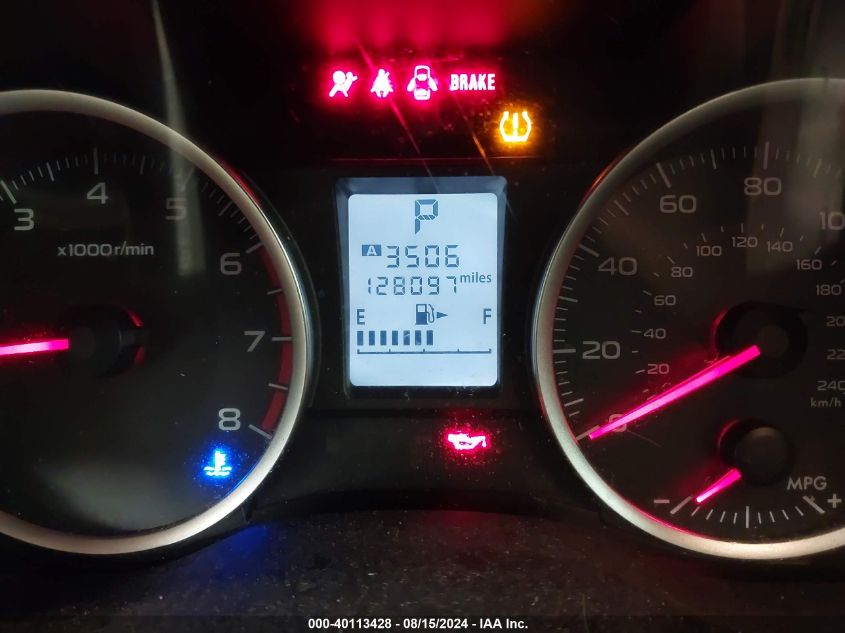 BRAKE
3 4 5 6 7 8
x1000r/min
P
A 3506
128097 miles
E F
0 20 40 60 80
20 40 60 80 100 120 140 160 180
240
km/h
MPG
- +
000-40113428 - 08/15/2024 - IAA Inc.